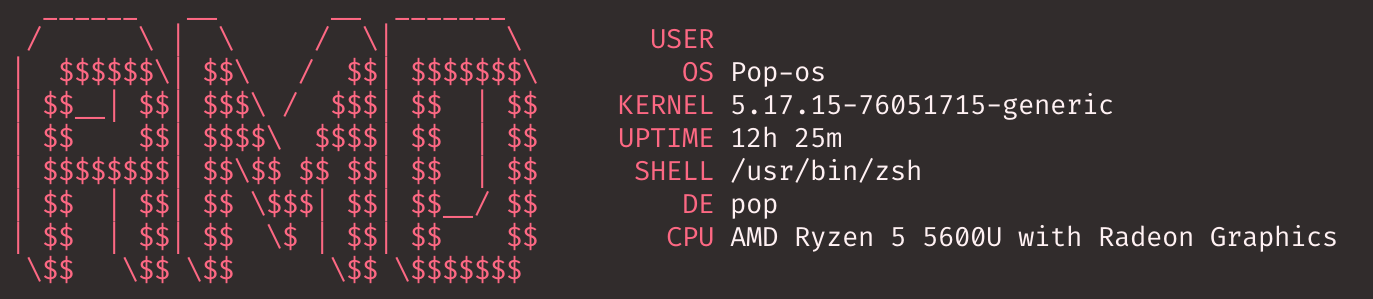 AMD
USER
OS Pop-os
KERNEL 5.17.15-76051715-generic
UPTIME 12h 25m
SHELL /usr/bin/zsh
DE pop
CPU AMD Ryzen 5 5600U with Radeon Graphics